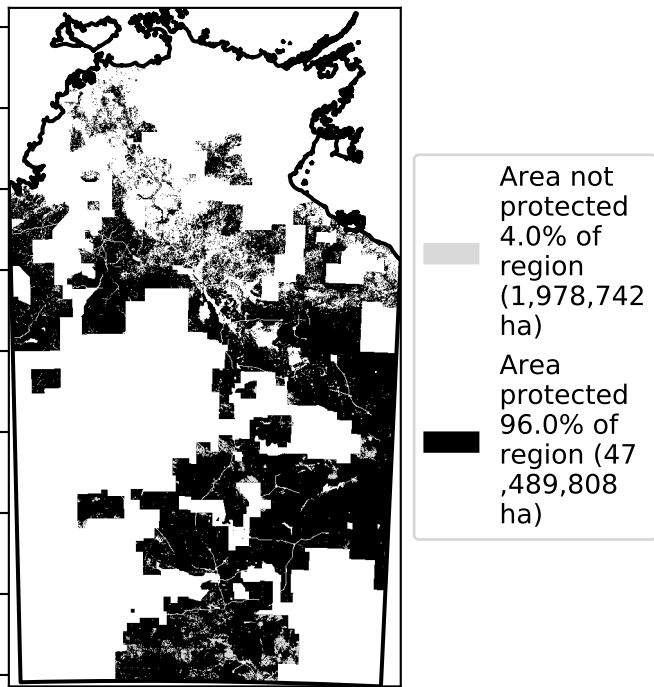 Area not
protected
4.0% of
region
(1,978,742
ha)
Area
protected
96.0% of
region (47
,489,808
ha)